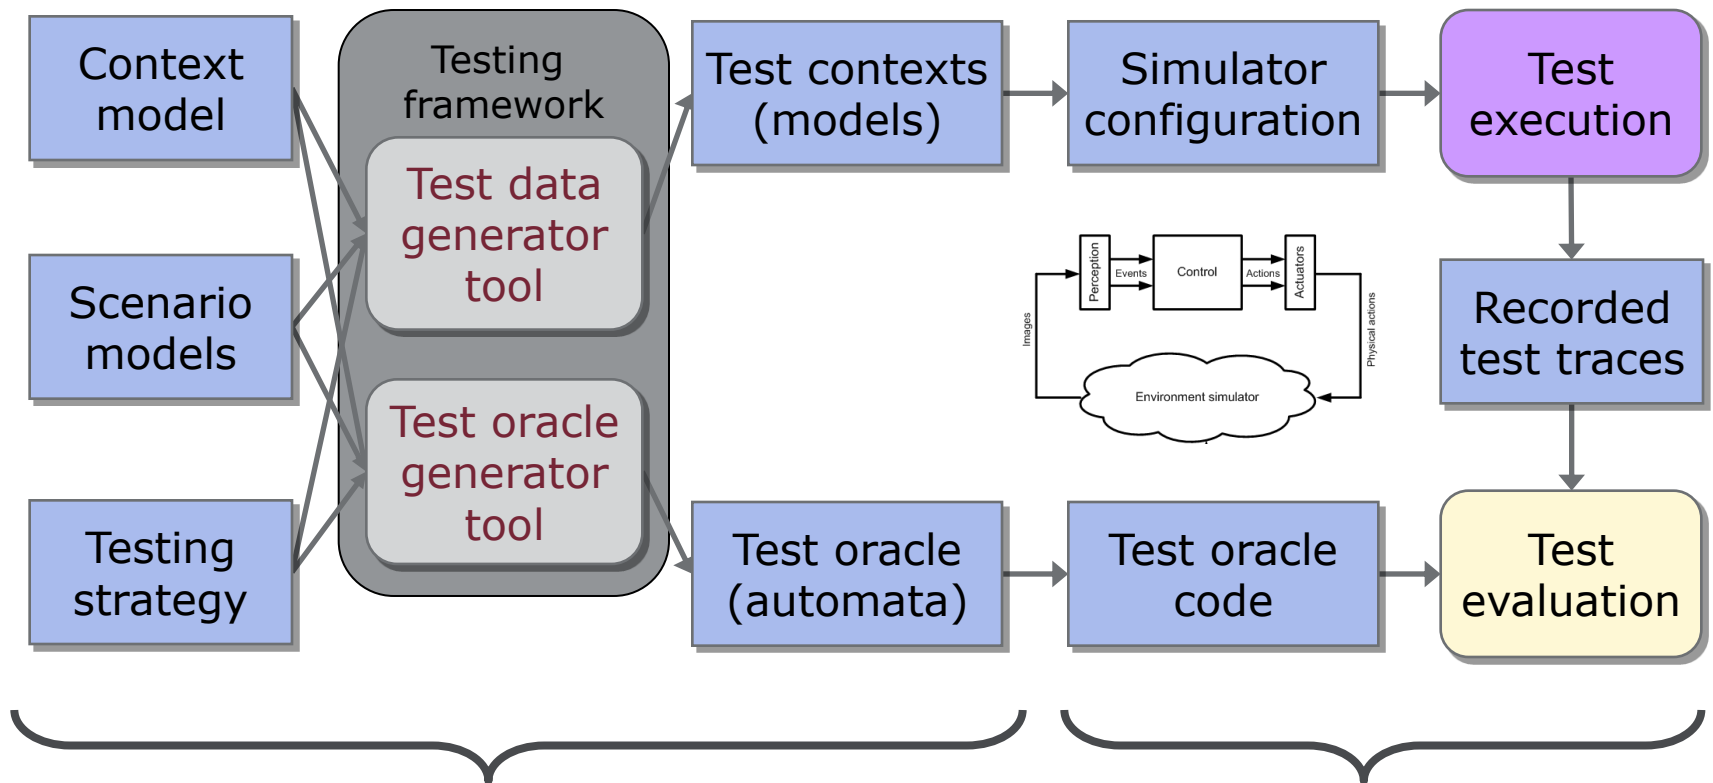 Context
model
Scenario
models
Testing
strategy
Testing
framework
Test data
generator
tool
Test oracle
generator
tool
Test contexts
(models)
Simulator
configuration
Test
execution
Perception
Events
Control
Actions
Actuators
Images
Physical actions
Environment simulator
Recorded
test traces
Test oracle
(automata)
Test oracle
code
Test
evaluation